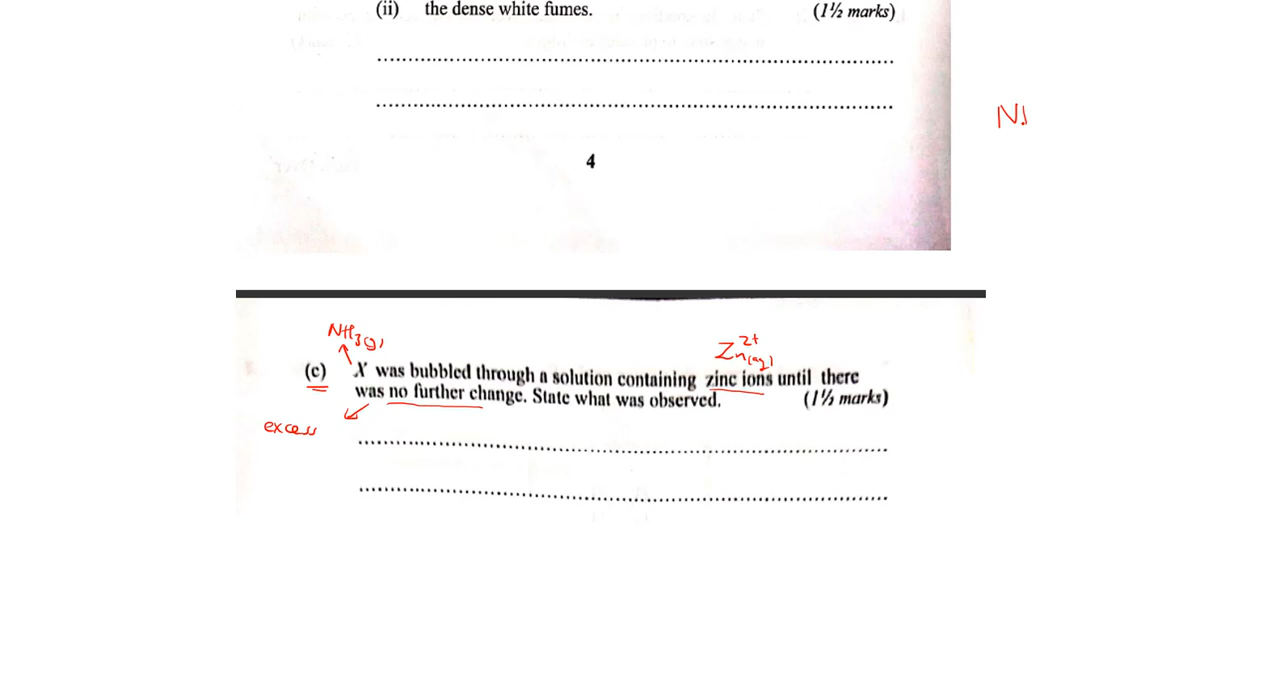 (ii) the dense white fumes. (1½ marks)
4
NH3(g)
Zn2+(aq)
(c) X was bubbled through a solution containing zinc ions until there
was no further change. State what was observed. (1½ marks)
excess